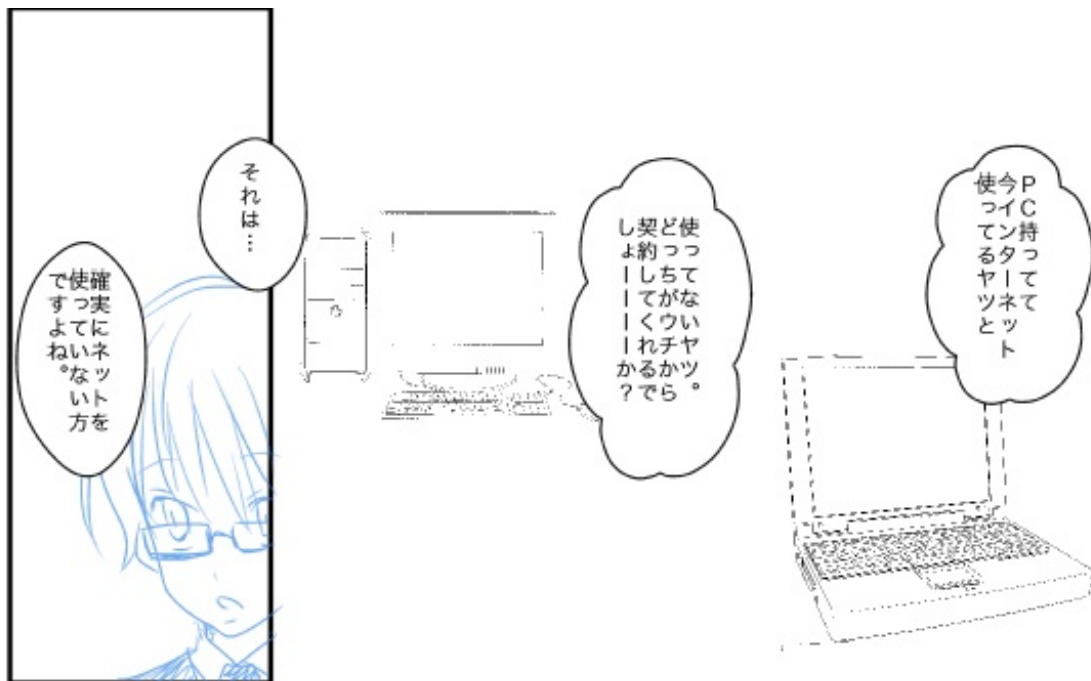 PC持ってて
今インターネット
使ってるヤツと
使ってないヤツ。
どっちがウチから
契約してくれるで
しょーーーーか?
それは…
確実にネットを
使っていない方
ですよね。